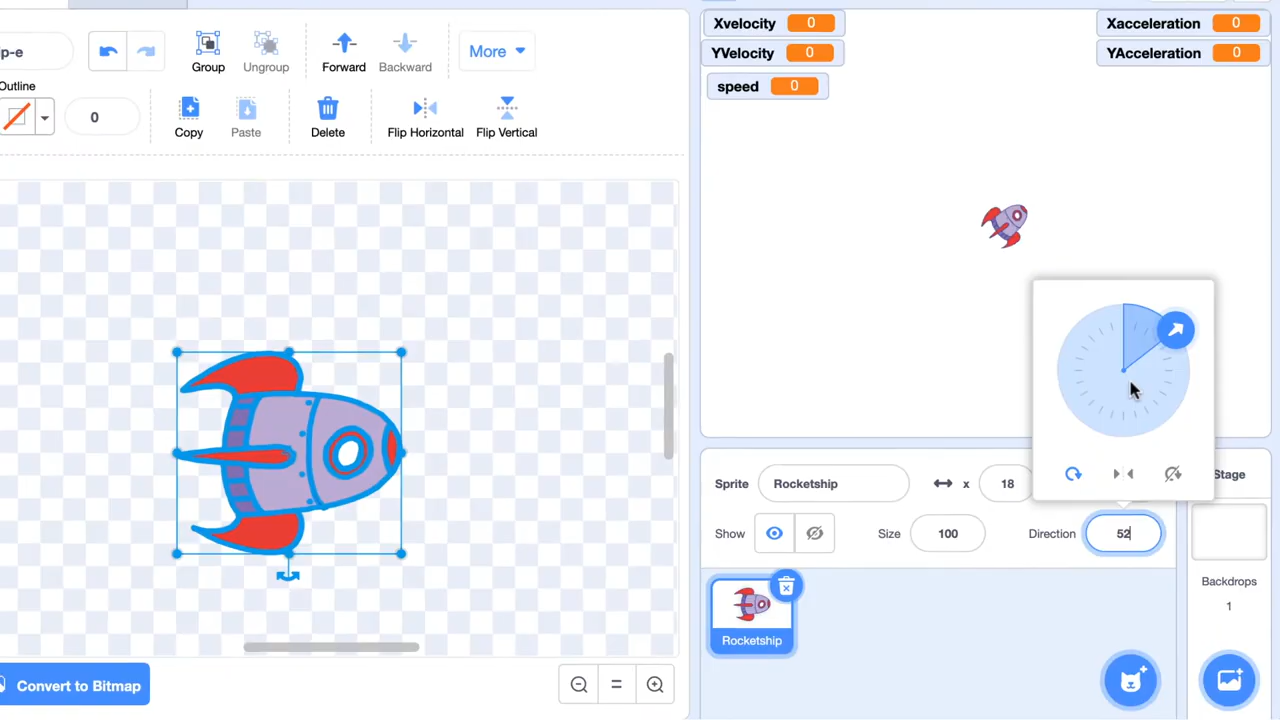 ip-e
Group
Ungroup
Forward
Backward
More
Outline
0
Copy
Paste
Delete
Flip Horizontal
Flip Vertical
Convert to Bitmap
Xvelocity 0
YVelocity 0
speed 0
Xacceleration 0
YAcceleration 0
Sprite Rocketship x 18
Show Size 100 Direction 52
Rocketship
Stage
Backdrops
1